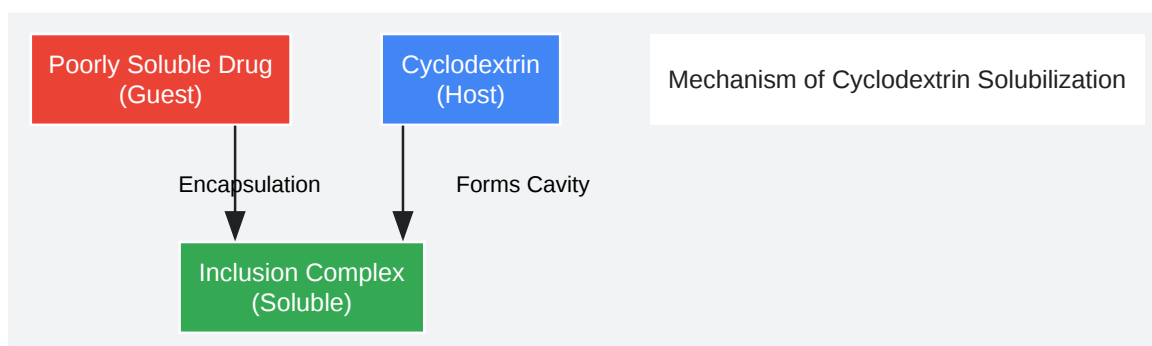 Poorly Soluble Drug
(Guest)
Cyclodextrin
(Host)
Mechanism of Cyclodextrin Solubilization
Encapsulation
Forms Cavity
Inclusion Complex
(Soluble)